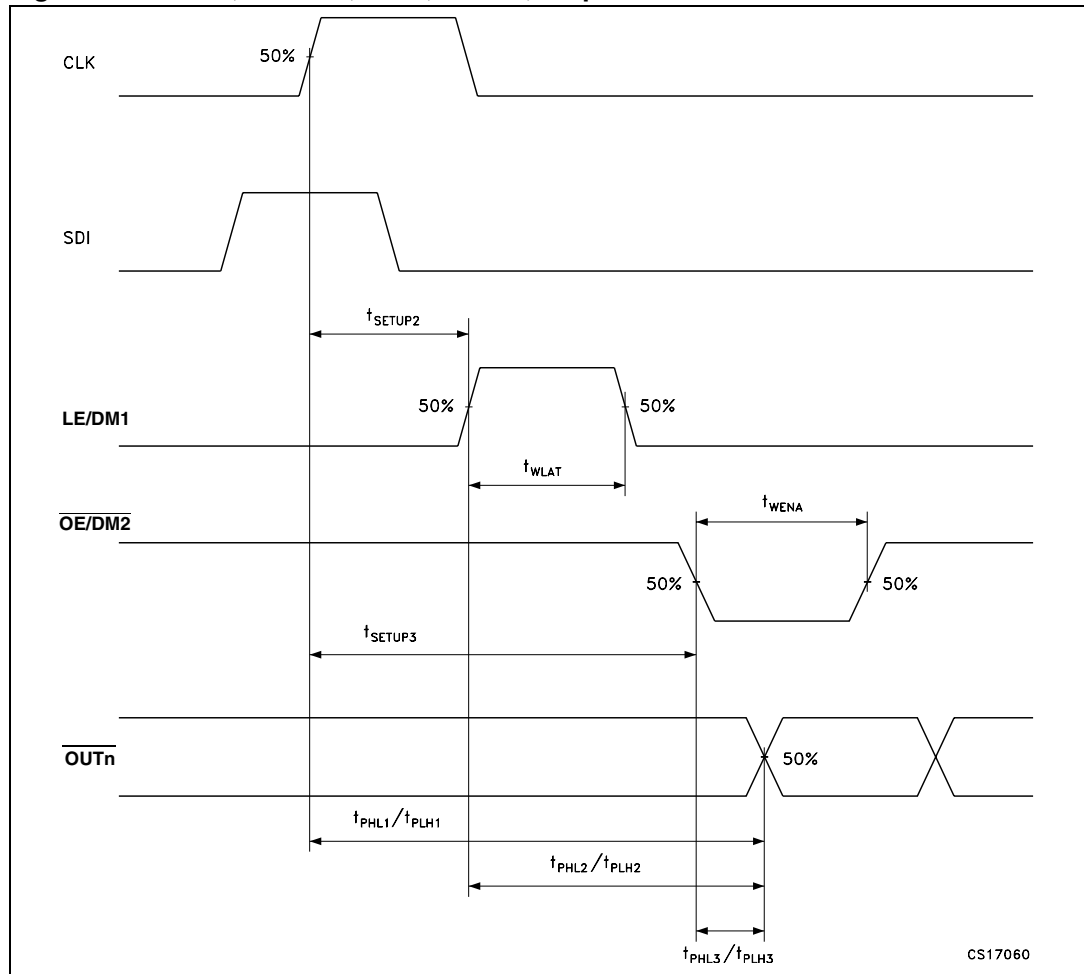 50%
CLK
SDI
tSETUP2
50%
50%
LE/DM1
tWLAT
OE/DM2
tWENA
50%
50%
tSETUP3
OUTn
50%
tPHL1/tPLH1
tPHL2/tPLH2
tPHL3/tPLH3
CS17060